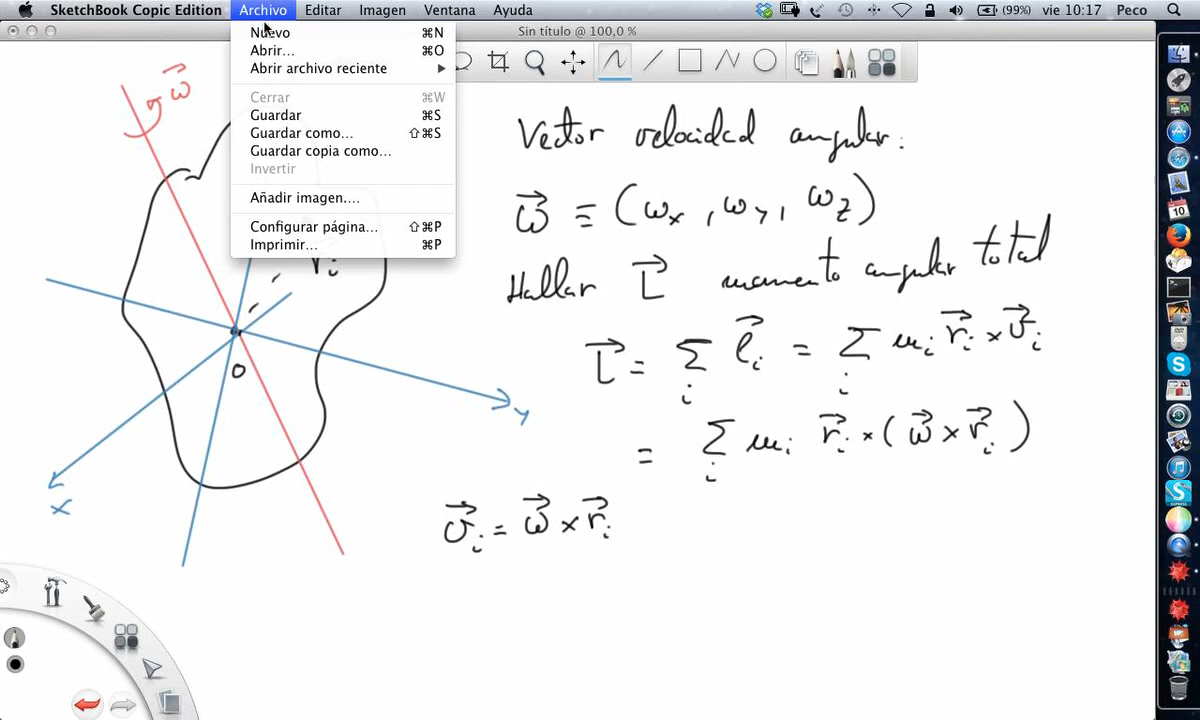 SketchBook Copic Edition Archivo Editar Imagen Ventana Ayuda (99%) vie 10:17 Peco
Sin título @ 100,0 %
Nuevo ⌘N
Abrir... ⌘O
Abrir archivo reciente ▶
Cerrar ⌘W
Guardar ⌘S
Guardar como... ⇧⌘S
Guardar copia como...
Invertir
Añadir imagen....
Configurar página... ⇧⌘P
Imprimir... ⌘P
ω⃗
r⃗i
O
y
x
Vector velocidad angular:
ω⃗ ≡ (ωx, ωy, ωz)
Hallar L⃗ momento angular total
L⃗ = Σi l⃗i = Σi mi r⃗i × v⃗i
= Σi mi r⃗i × (ω⃗ × r⃗i)
v⃗i = ω⃗ × r⃗i